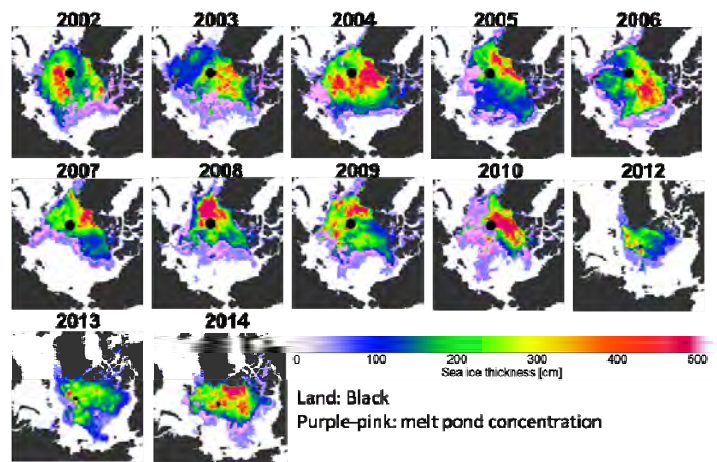 2002 2003 2004 2005 2006
2007 2008 2009 2010 2012
2013 2014
0 100 200 300 400 500
Sea ice thickness [cm]
Land: Black
Purple-pink: melt pond concentration